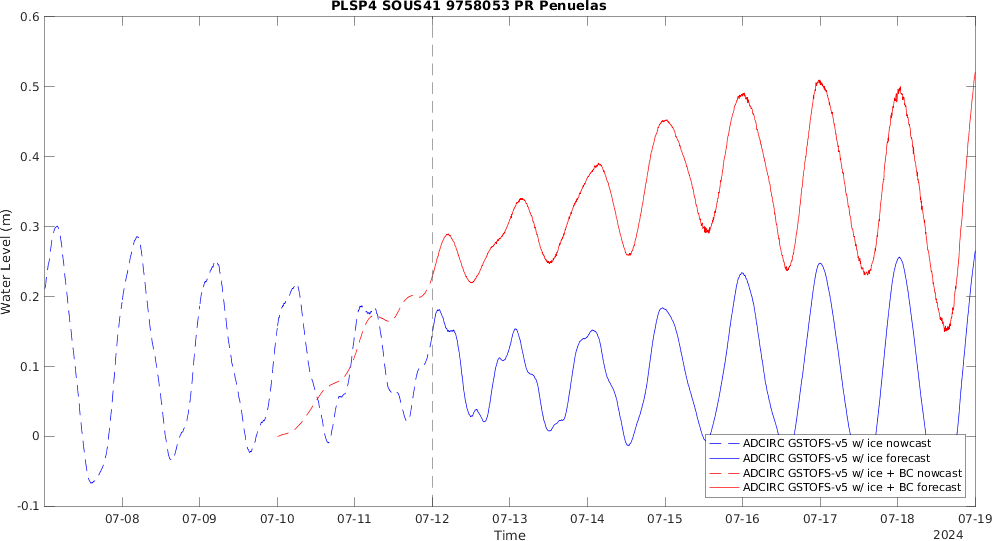 PLSP4 SOUS41 9758053 PR Penuelas
0.6
0.5
0.4
0.3
0.2
0.1
0
-0.1
Water Level (m)
ADCIRC GSTOFS-v5 w/ ice nowcast
ADCIRC GSTOFS-v5 w/ ice forecast
ADCIRC GSTOFS-v5 w/ ice + BC nowcast
ADCIRC GSTOFS-v5 w/ ice + BC forecast
07-08 07-09 07-10 07-11 07-12 07-13 07-14 07-15 07-16 07-17 07-18 07-19
Time
2024